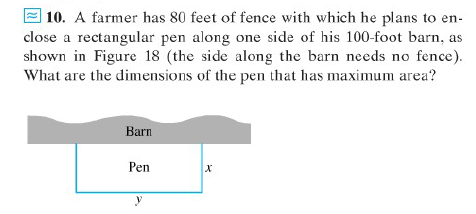 ≈ 10. A farmer has 80 feet of fence with which he plans to en-
close a rectangular pen along one side of his 100-foot barn, as
shown in Figure 18 (the side along the barn needs no fence).
What are the dimensions of the pen that has maximum area?
Barn
Pen
x
y